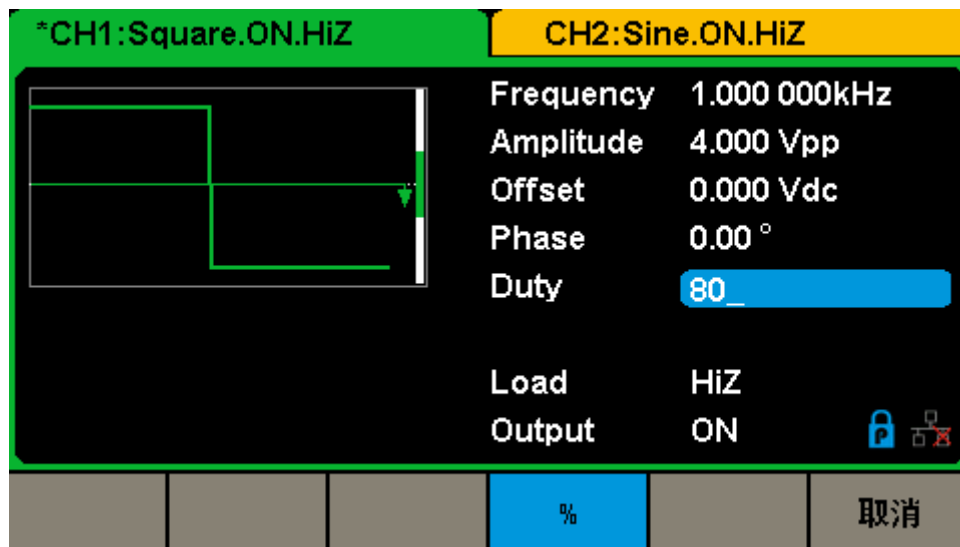 *CH1:Square.ON.HiZ CH2:Sine.ON.HiZ
Frequency 1.000 000kHz
Amplitude 4.000 Vpp
Offset 0.000 Vdc
Phase 0.00 °
Duty 80_
Load HiZ
Output ON P
% 取消